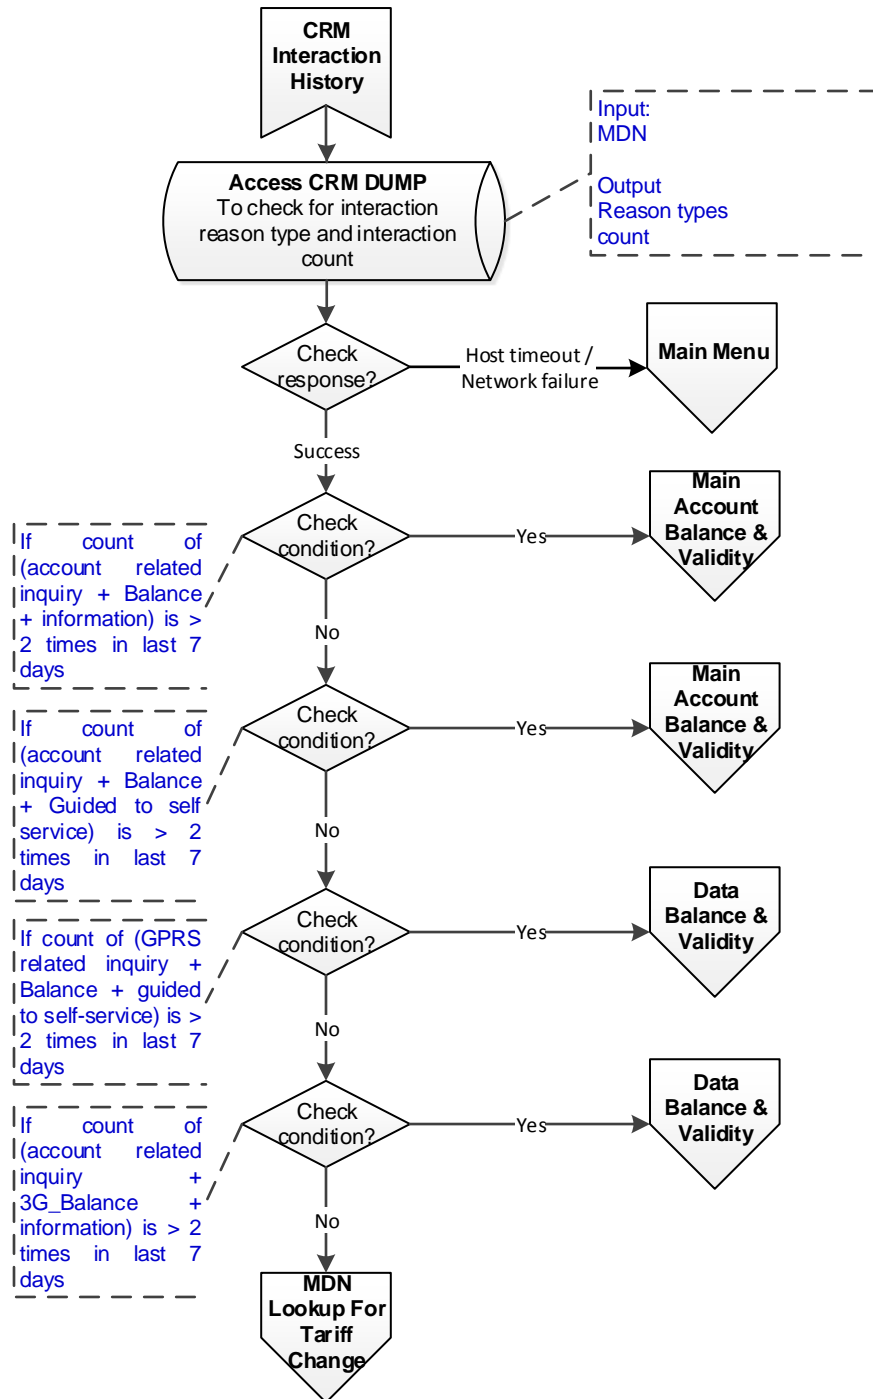 CRM
Interaction
History
Input:
MDN
Output
Reason types
count
Access CRM DUMP
To check for interaction
reason type and interaction
count
Check
response?
Host timeout /
Network failure
Main Menu
Success
Main
Account
Balance &
Validity
Check
condition?
Yes
If count of
(account related
inquiry + Balance
+ information) is >
2 times in last 7
days
No
Main
Account
Balance &
Validity
Check
condition?
Yes
If count of
(account related
inquiry + Balance
+ Guided to self
service) is > 2
times in last 7
days
No
Data
Balance &
Validity
Check
condition?
Yes
If count of (GPRS
related inquiry +
Balance + guided
to self-service) is >
2 times in last 7
days
No
Data
Balance &
Validity
Check
condition?
Yes
If count of
(account related
inquiry +
3G_Balance +
information) is > 2
times in last 7
days
No
MDN
Lookup For
Tariff
Change